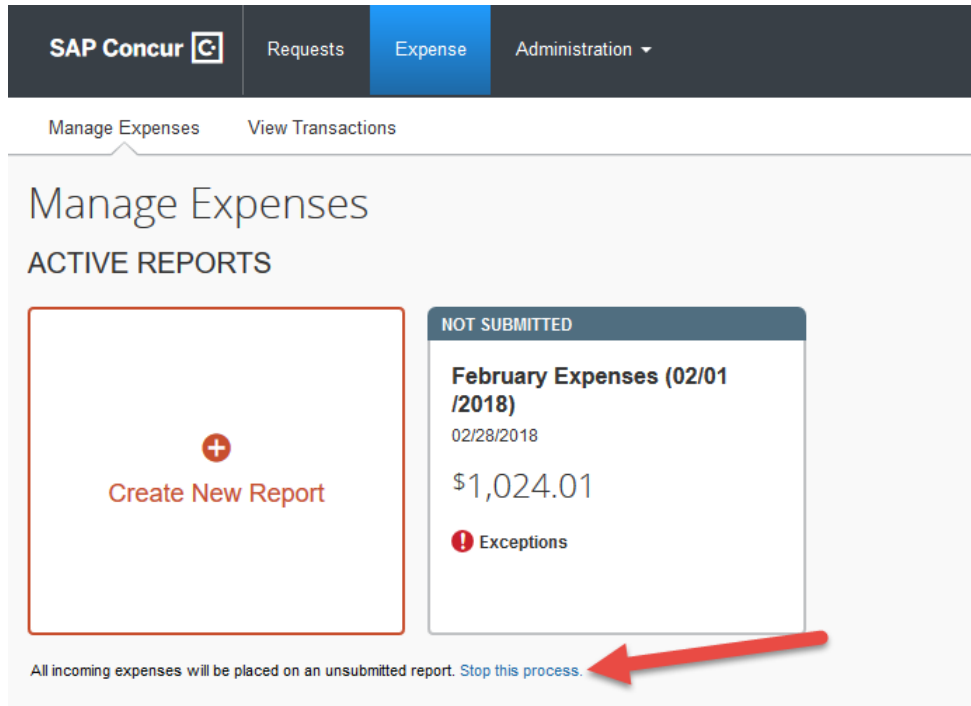 SAP Concur C Requests Expense Administration
Manage Expenses View Transactions
Manage Expenses
ACTIVE REPORTS
Create New Report
NOT SUBMITTED
February Expenses (02/01
/2018)
02/28/2018
$1,024.01
Exceptions
All incoming expenses will be placed on an unsubmitted report. Stop this process.